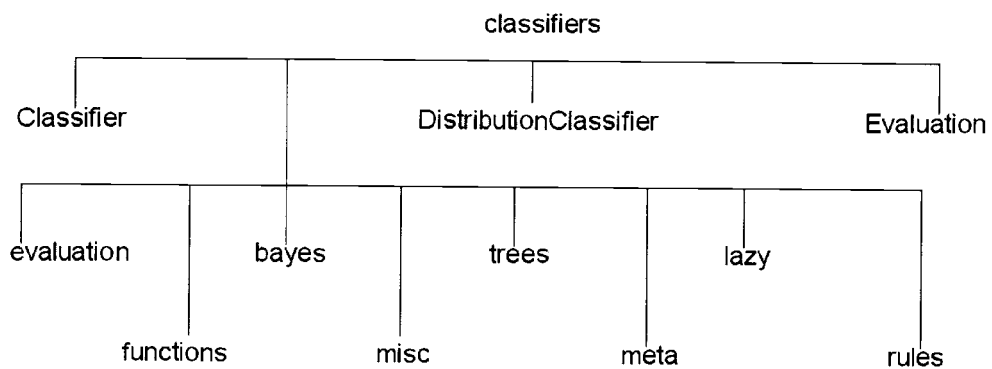 classifiers
Classifier DistributionClassifier Evaluation
evaluation bayes trees lazy
functions misc meta rules